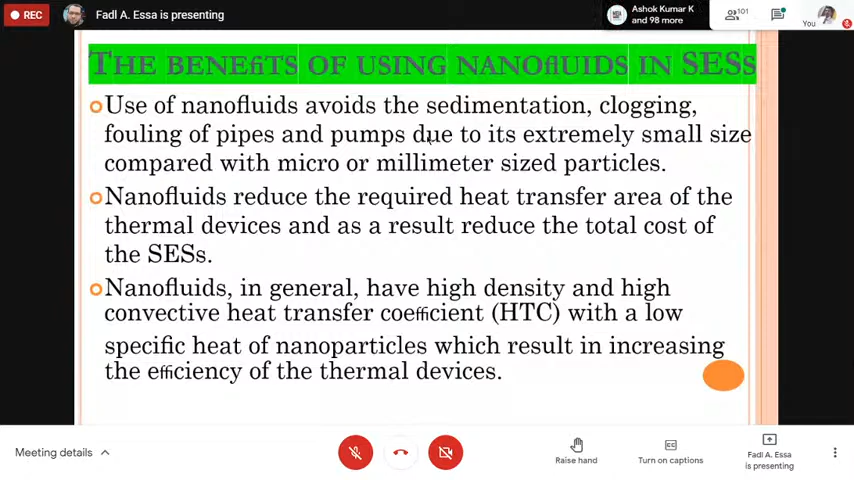 REC
Fadl A. Essa is presenting
Ashok Kumar K
and 98 more
101
You
THE BENEfiTS OF USING NANOflUIDS IN SESS
Use of nanofluids avoids the sedimentation, clogging,
fouling of pipes and pumps due to its extremely small size
compared with micro or millimeter sized particles.
Nanofluids reduce the required heat transfer area of the
thermal devices and as a result reduce the total cost of
the SESs.
Nanofluids, in general, have high density and high
convective heat transfer coefficient (HTC) with a low
specific heat of nanoparticles which result in increasing
the efficiency of the thermal devices.
Meeting details
Raise hand
Turn on captions
Fadl A. Essa
is presenting